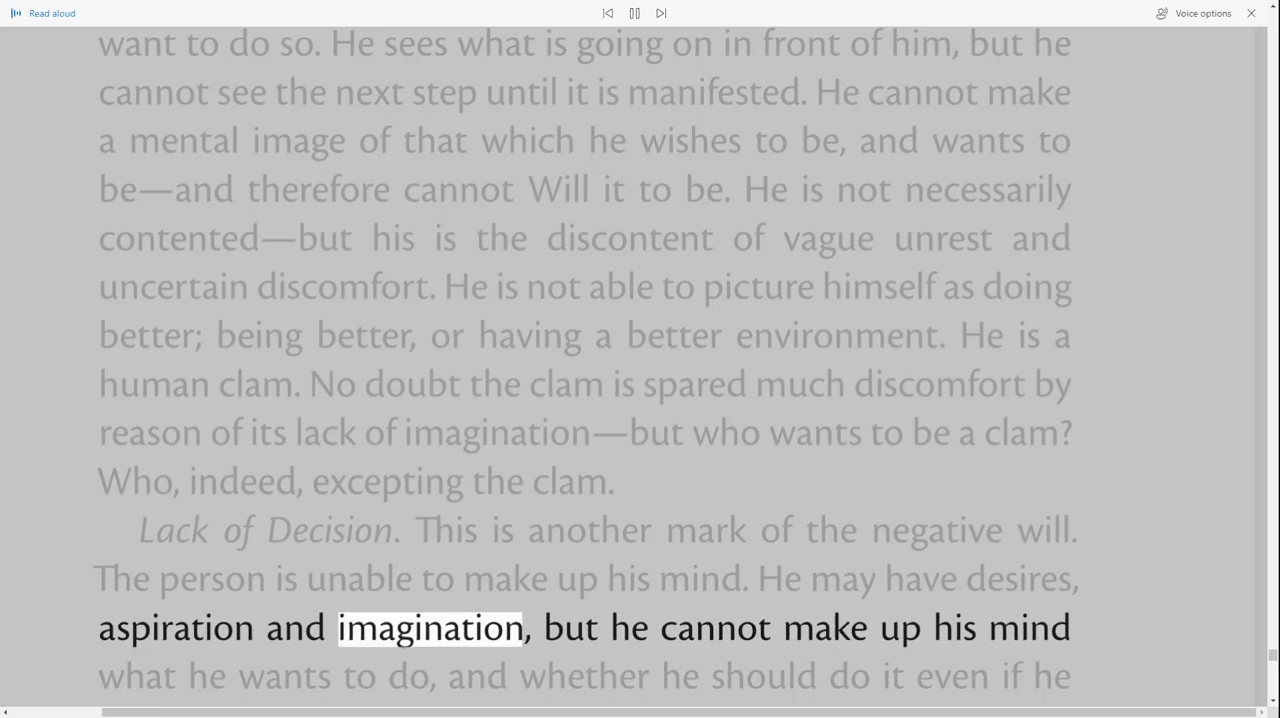 Read aloud
Voice options
want to do so. He sees what is going on in front of him, but he
cannot see the next step until it is manifested. He cannot make
a mental image of that which he wishes to be, and wants to
be—and therefore cannot Will it to be. He is not necessarily
contented—but his is the discontent of vague unrest and
uncertain discomfort. He is not able to picture himself as doing
better; being better, or having a better environment. He is a
human clam. No doubt the clam is spared much discomfort by
reason of its lack of imagination—but who wants to be a clam?
Who, indeed, excepting the clam.
Lack of Decision. This is another mark of the negative will.
The person is unable to make up his mind. He may have desires,
aspiration and imagination, but he cannot make up his mind
what he wants to do, and whether he should do it even if he